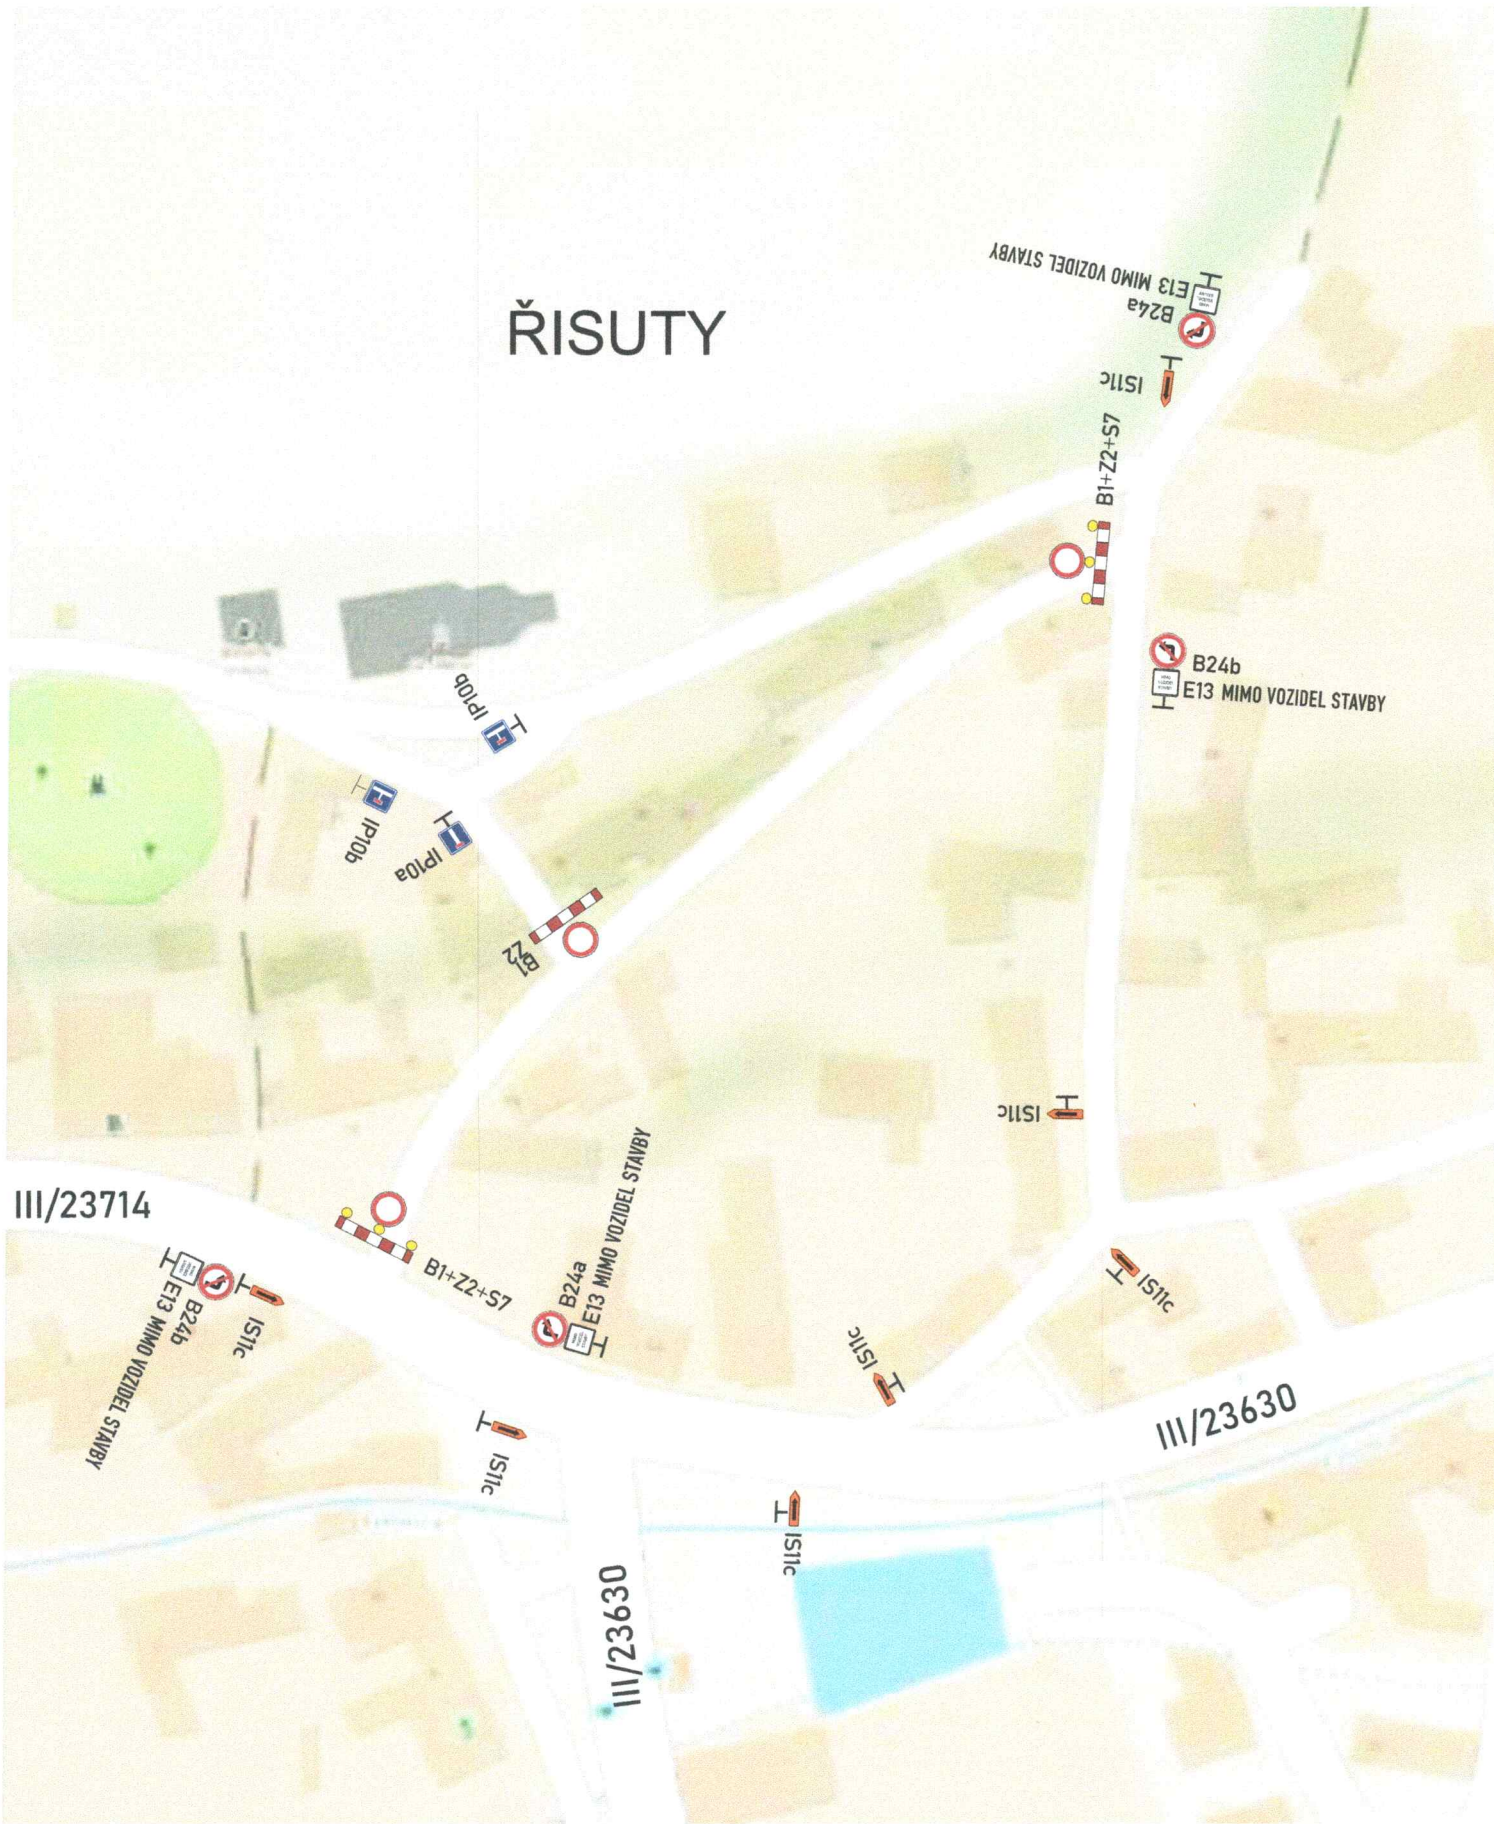 E13 MIMO VOZIDEL STAVBY
B24a
ŘISUTY
IS11c
B1+Z2+S7
B24b
E13 MIMO VOZIDEL STAVBY
IP10b
IP10b
IP10a
Z2
B1
IS11c
III/23714
B1+Z2+S7
B24a
E13 MIMO VOZIDEL STAVBY
E13 MIMO VOZIDEL STAVBY
B24b
IS11c
IS11c
IS11c
III/23630
IS11c
IS11c
III/23630